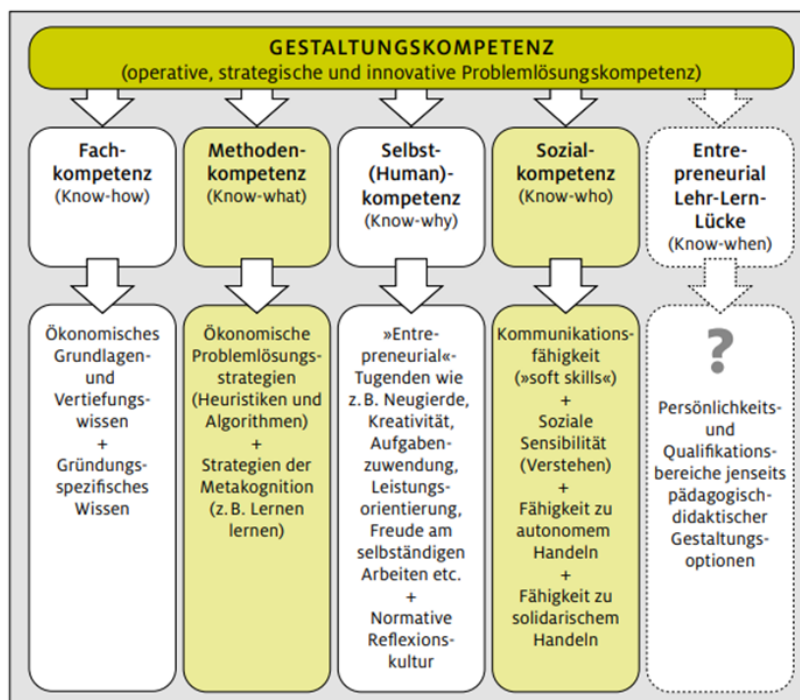 GESTALTUNGSKOMPETENZ
(operative, strategische und innovative Problemlösungskompetenz)
Fach-
kompetenz
(Know-how)
Methoden-
kompetenz
(Know-what)
Selbst-
(Human)-
kompetenz
(Know-why)
Sozial-
kompetenz
(Know-who)
Entre-
preneurial
Lehr-Lern-
Lücke
(Know-when)
Ökonomisches
Grundlagen-
und
Vertiefungs-
wissen
+
Gründungs-
spezifisches
Wissen
Ökonomische
Problemlösungs-
strategien
(Heuristiken und
Algorithmen)
+
Strategien der
Metakognition
(z. B. Lernen
lernen)
»Entre-
preneurial«-
Tugenden wie
z. B. Neugierde,
Kreativität,
Aufgaben-
zuwendung,
Leistungs-
orientierung,
Freude am
selbständigen
Arbeiten etc.
+
Normative
Reflexions-
kultur
Kommunikations-
fähigkeit
(»soft skills«)
+
Soziale
Sensibilität
(Verstehen)
+
Fähigkeit zu
autonomem
Handeln
+
Fähigkeit zu
solidarischem
Handeln
?
Persönlichkeits-
und
Qualifikations-
bereiche jenseits
pädagogisch-
didaktischer
Gestaltungs-
optionen